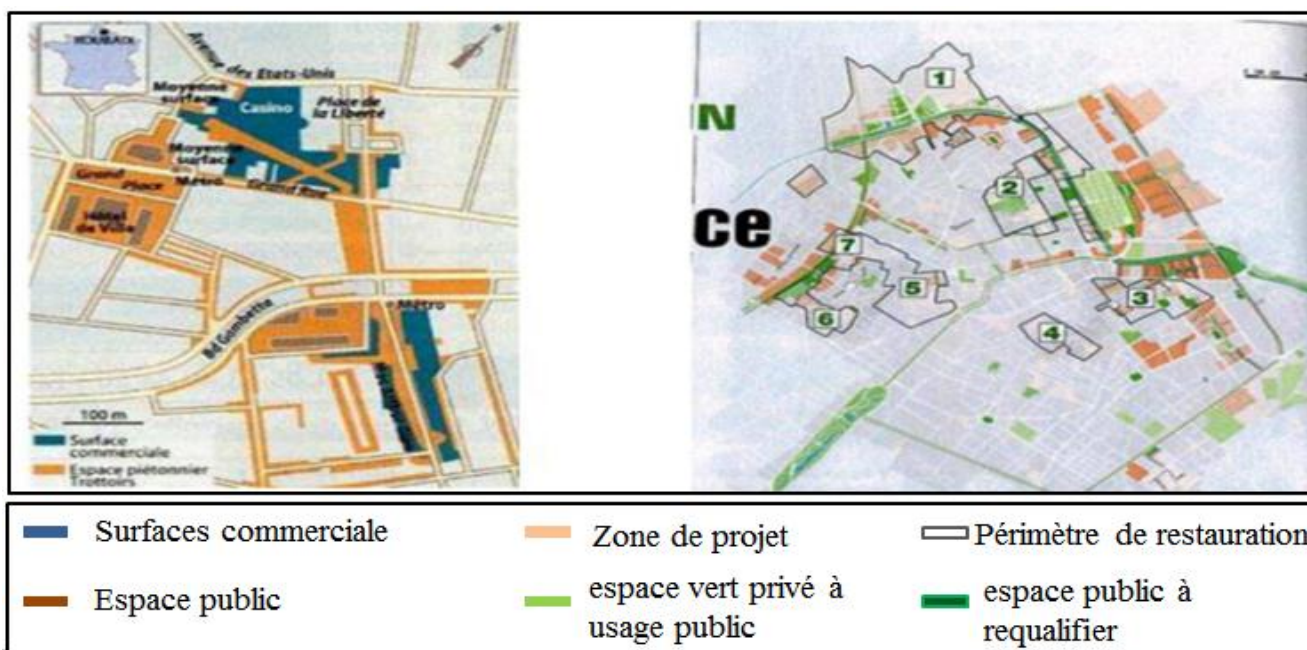 ROUBAIX
Avenue des Etats-Unis
Moyenne
surface
Casino
Place de
la Liberté
Moyenne
surface
Métro
Grand Rue
Grand
Place
Hôtel
de Ville
Métro
Bd Gambetta
100 m
Surface
commerciale
Espace piétonnier
Trottoirs
N
ce
1
2
3
4
5
6
7
Surfaces commerciale
Zone de projet
Périmètre de restauration
Espace public
espace vert privé à
usage public
espace public à
requalifier